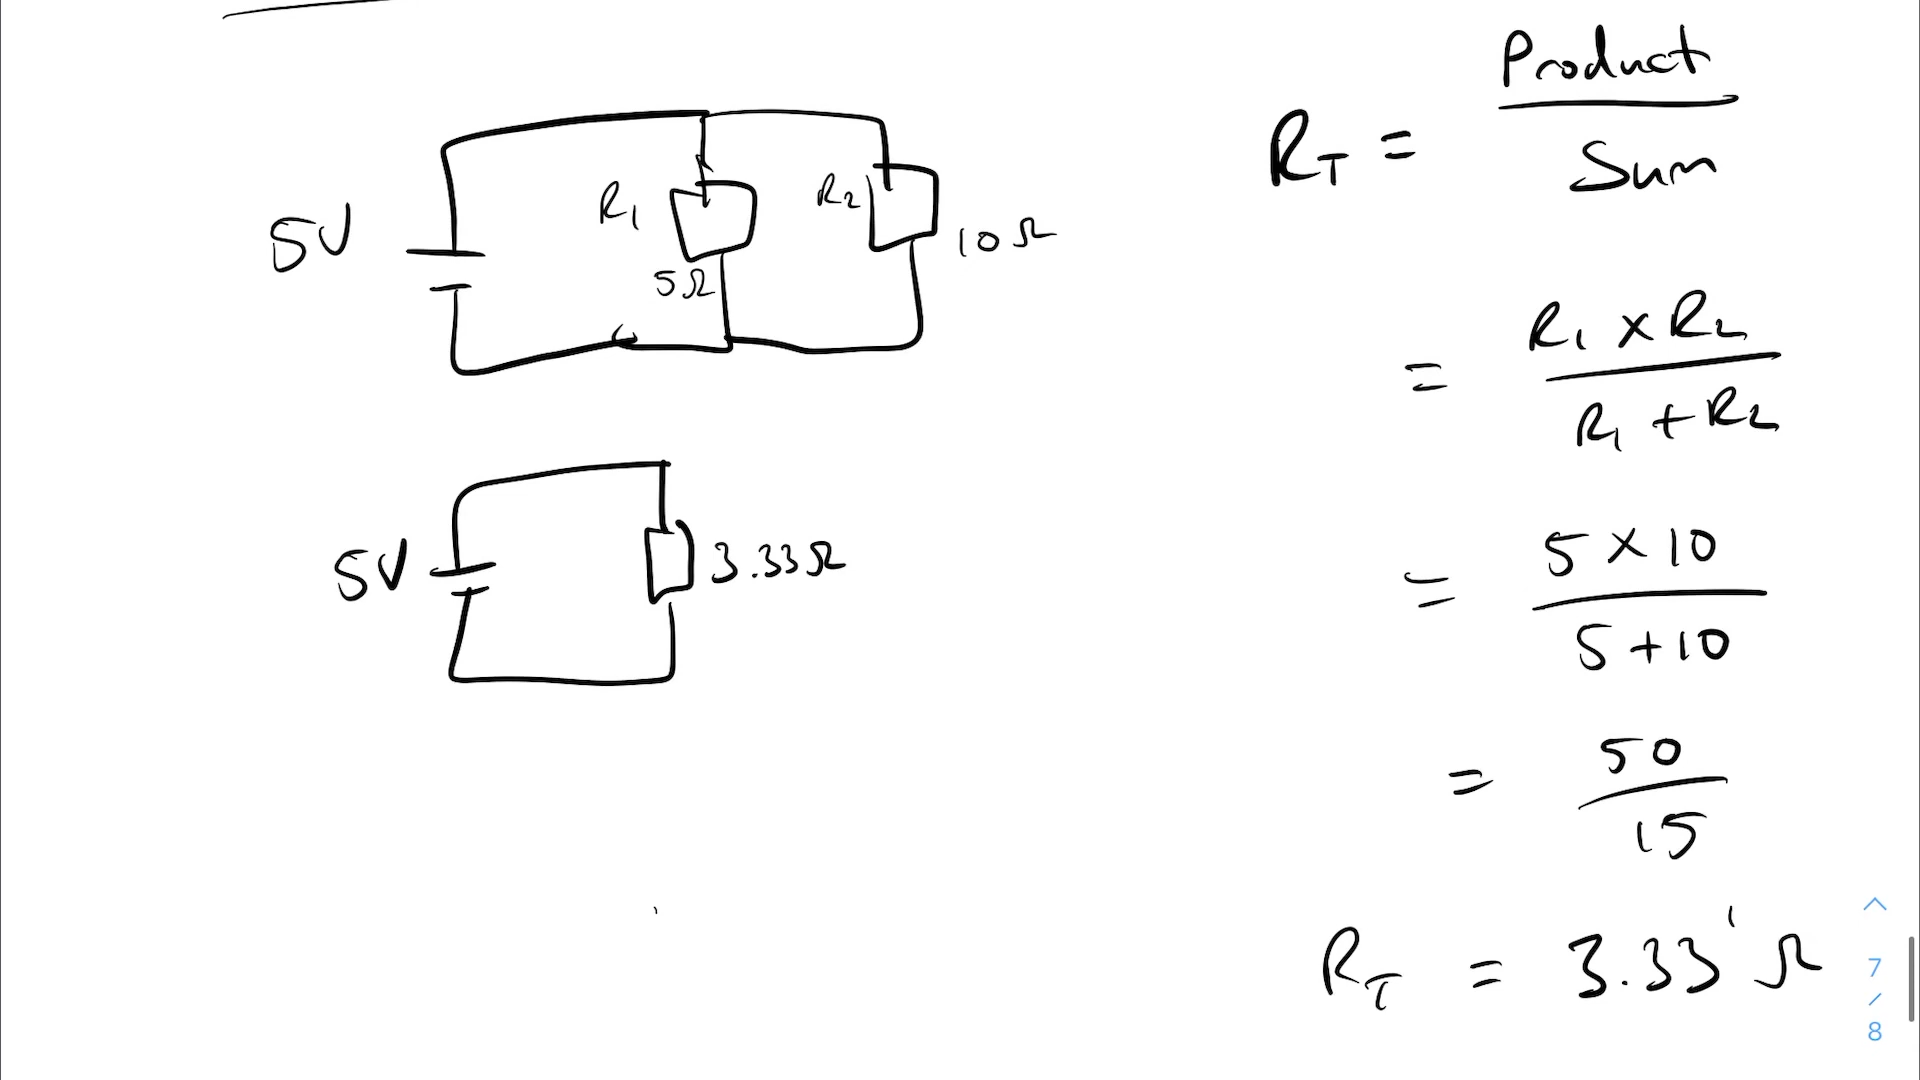 5V
R1
5Ω
R2
10Ω
5V
3.33Ω
RT = Product / Sum
= R1 x R2 / R1 + R2
= 5 x 10 / 5 + 10
= 50 / 15
RT = 3.33' Ω
7
/
8